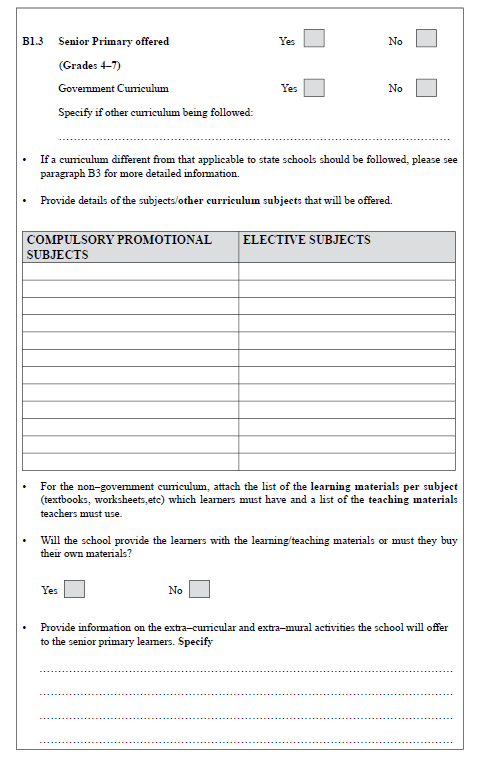 B1.3 Senior Primary offered Yes No
(Grades 4–7)
Government Curriculum Yes No
Specify if other curriculum being followed:
....................................................................................................
• If a curriculum different from that applicable to state schools should be followed, please see
paragraph B3 for more detailed information.
• Provide details of the subjects/other curriculum subjects that will be offered.
COMPULSORY PROMOTIONAL
SUBJECTS
ELECTIVE SUBJECTS
• For the non–government curriculum, attach the list of the learning materials per subject
(textbooks, worksheets,etc) which learners must have and a list of the teaching materials
teachers must use.
• Will the school provide the learners with the learning/teaching materials or must they buy
their own materials?
Yes No
• Provide information on the extra–curricular and extra–mural activities the school will offer
to the senior primary learners. Specify
....................................................................................................
....................................................................................................
....................................................................................................
....................................................................................................